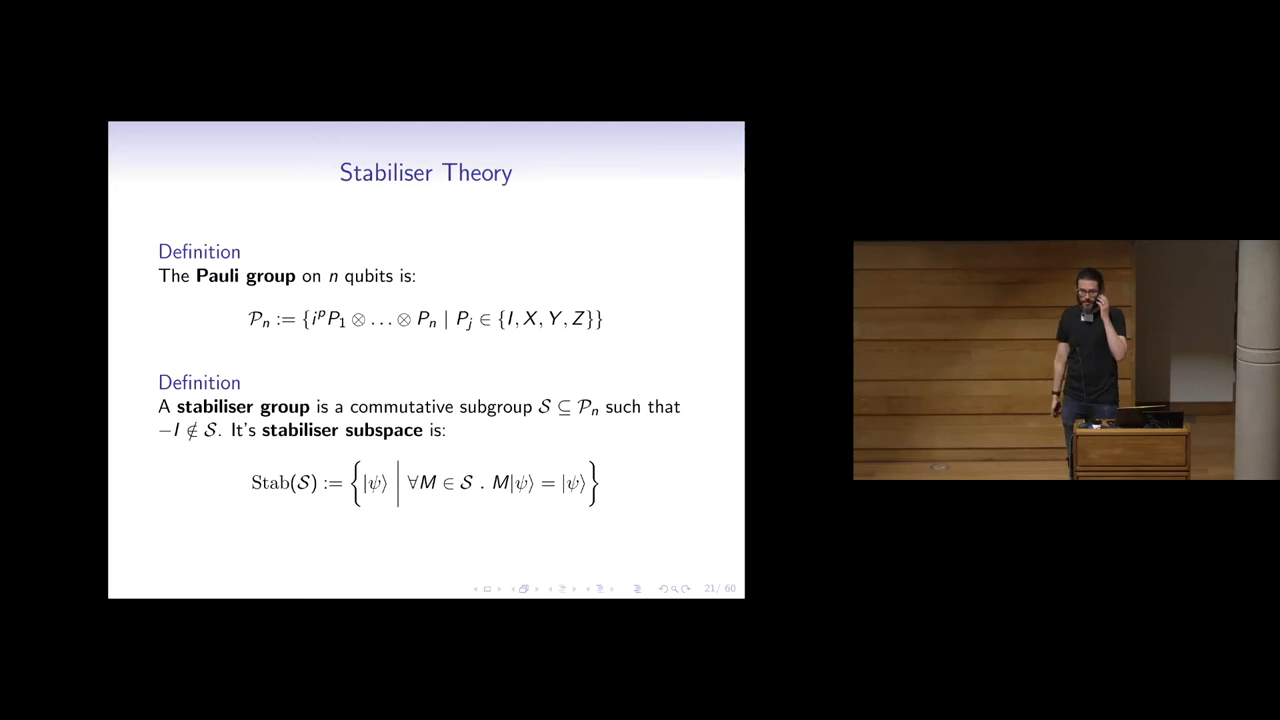 Stabiliser Theory
Definition
The Pauli group on n qubits is:
𝒫ₙ := {iᵖP₁ ⊗ … ⊗ Pₙ | Pⱼ ∈ {I, X, Y, Z}}
Definition
A stabiliser group is a commutative subgroup 𝒮 ⊆ 𝒫ₙ such that
−I ∉ 𝒮. It's stabiliser subspace is:
Stab(𝒮) := {|ψ⟩ | ∀M ∈ 𝒮 . M|ψ⟩ = |ψ⟩}
21/ 60